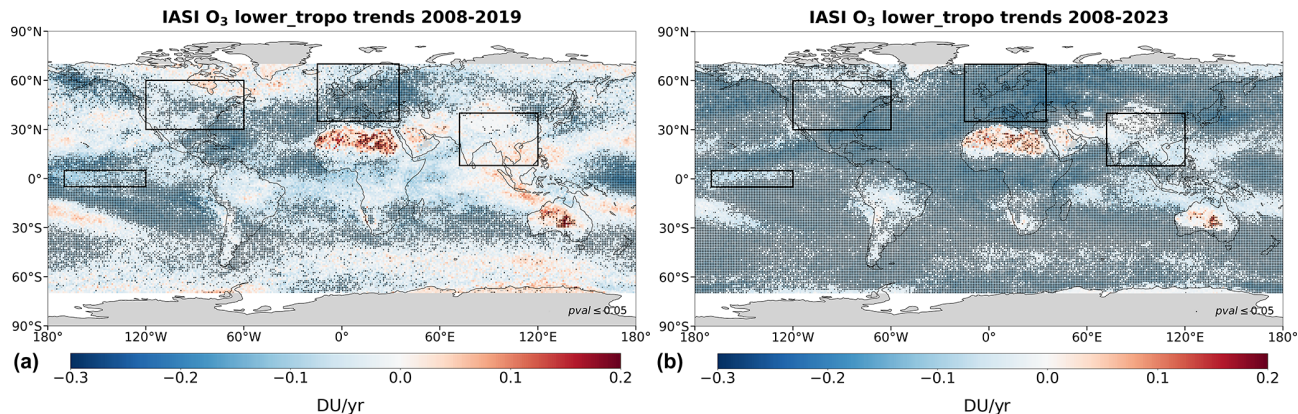 IASI O₃ lower_tropo trends 2008-2019
90°N
60°N
30°N
0°
30°S
60°S
90°S
180°
120°W
60°W
0°
60°E
120°E
180°
pval ≤ 0.05
(a)
−0.3
−0.2
−0.1
0.0
0.1
0.2
DU/yr
IASI O₃ lower_tropo trends 2008-2023
90°N
60°N
30°N
0°
30°S
60°S
90°S
180°
120°W
60°W
0°
60°E
120°E
180°
pval ≤ 0.05
(b)
−0.3
−0.2
−0.1
0.0
0.1
0.2
DU/yr